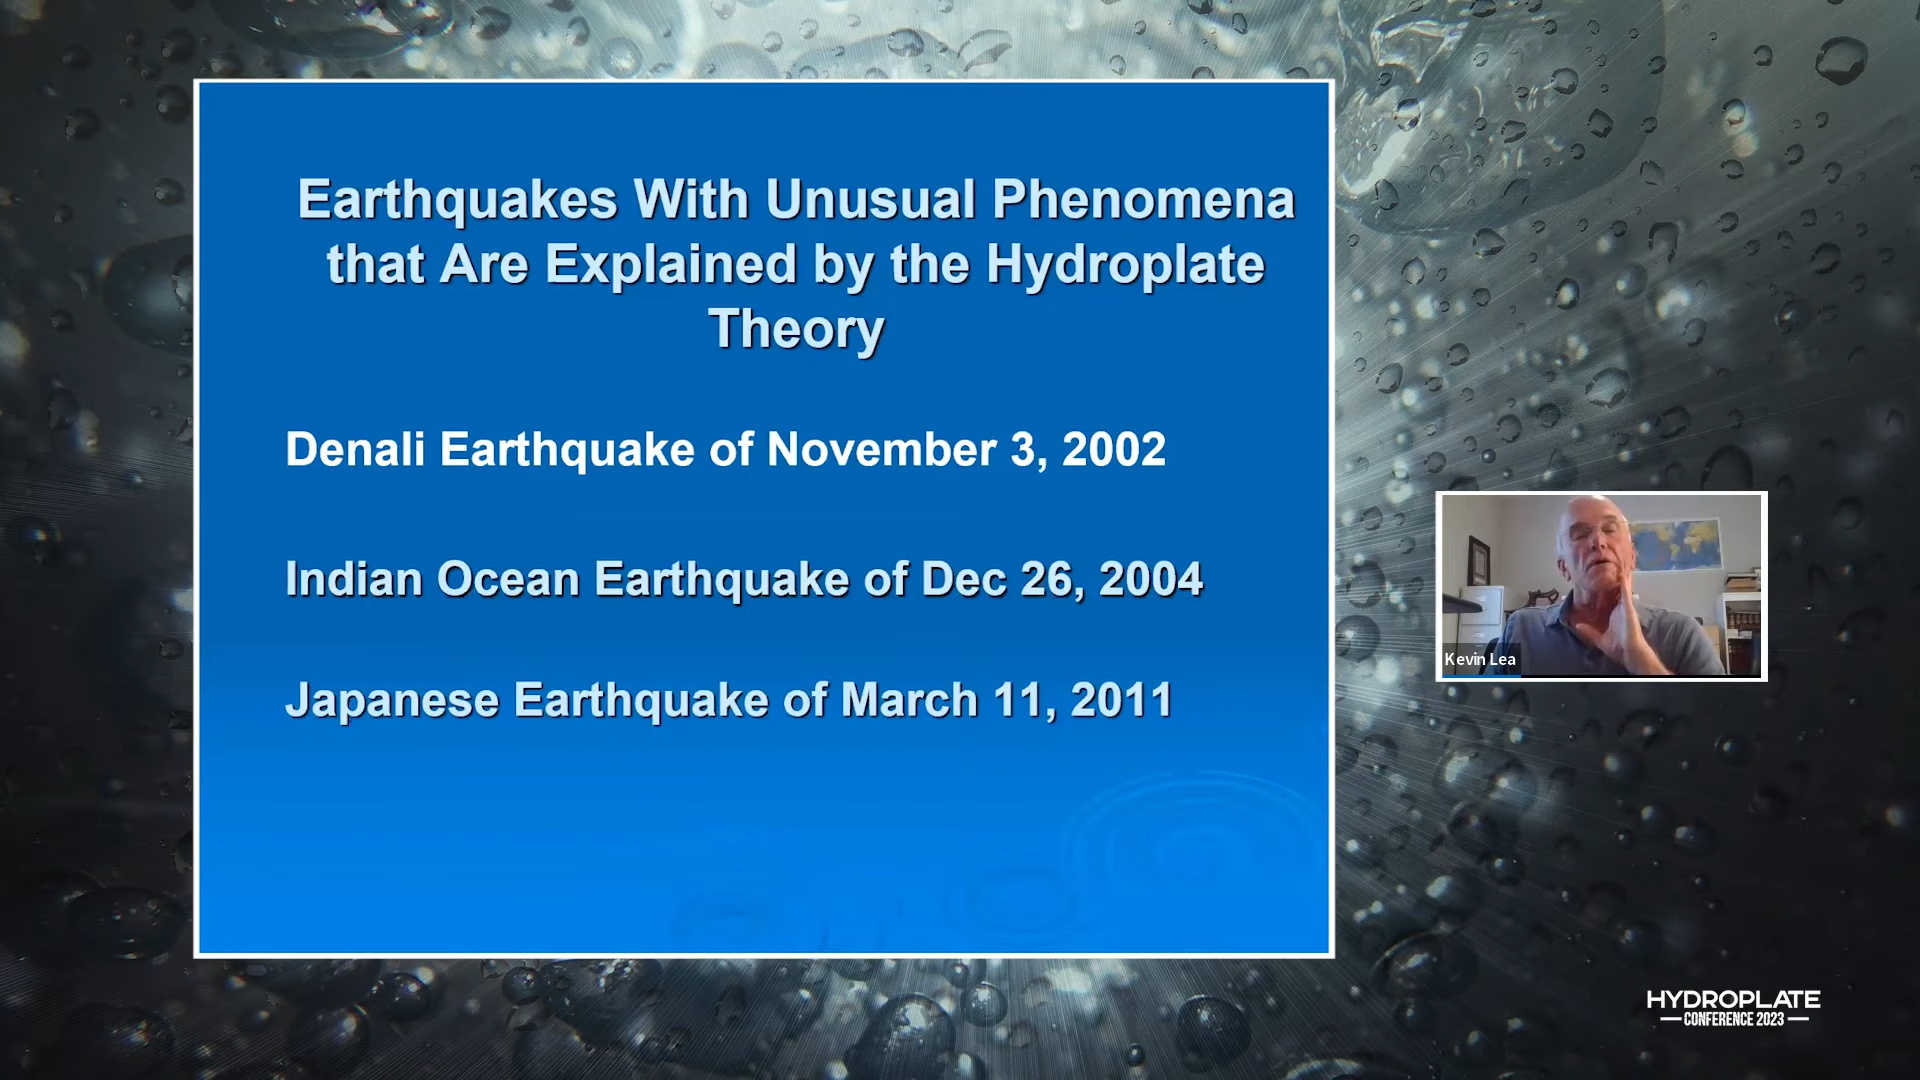 Earthquakes With Unusual Phenomena
that Are Explained by the Hydroplate
Theory
Denali Earthquake of November 3, 2002
Indian Ocean Earthquake of Dec 26, 2004
Japanese Earthquake of March 11, 2011
Kevin Lea
HYDROPLATE
CONFERENCE 2023